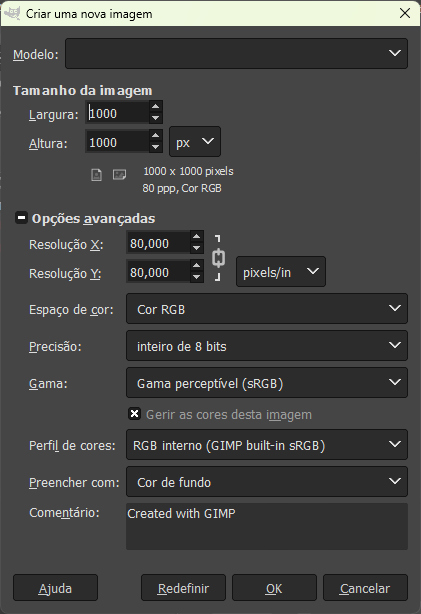 Criar uma nova imagem
Modelo:
Tamanho da imagem
Largura: 1000
Altura: 1000 px
1000 x 1000 pixels
80 ppp, Cor RGB
Opções avançadas
Resolução X: 80,000
Resolução Y: 80,000 pixels/in
Espaço de cor: Cor RGB
Precisão: inteiro de 8 bits
Gama: Gama perceptível (sRGB)
Gerir as cores desta imagem
Perfil de cores: RGB interno (GIMP built-in sRGB)
Preencher com: Cor de fundo
Comentário: Created with GIMP
Ajuda Redefinir OK Cancelar